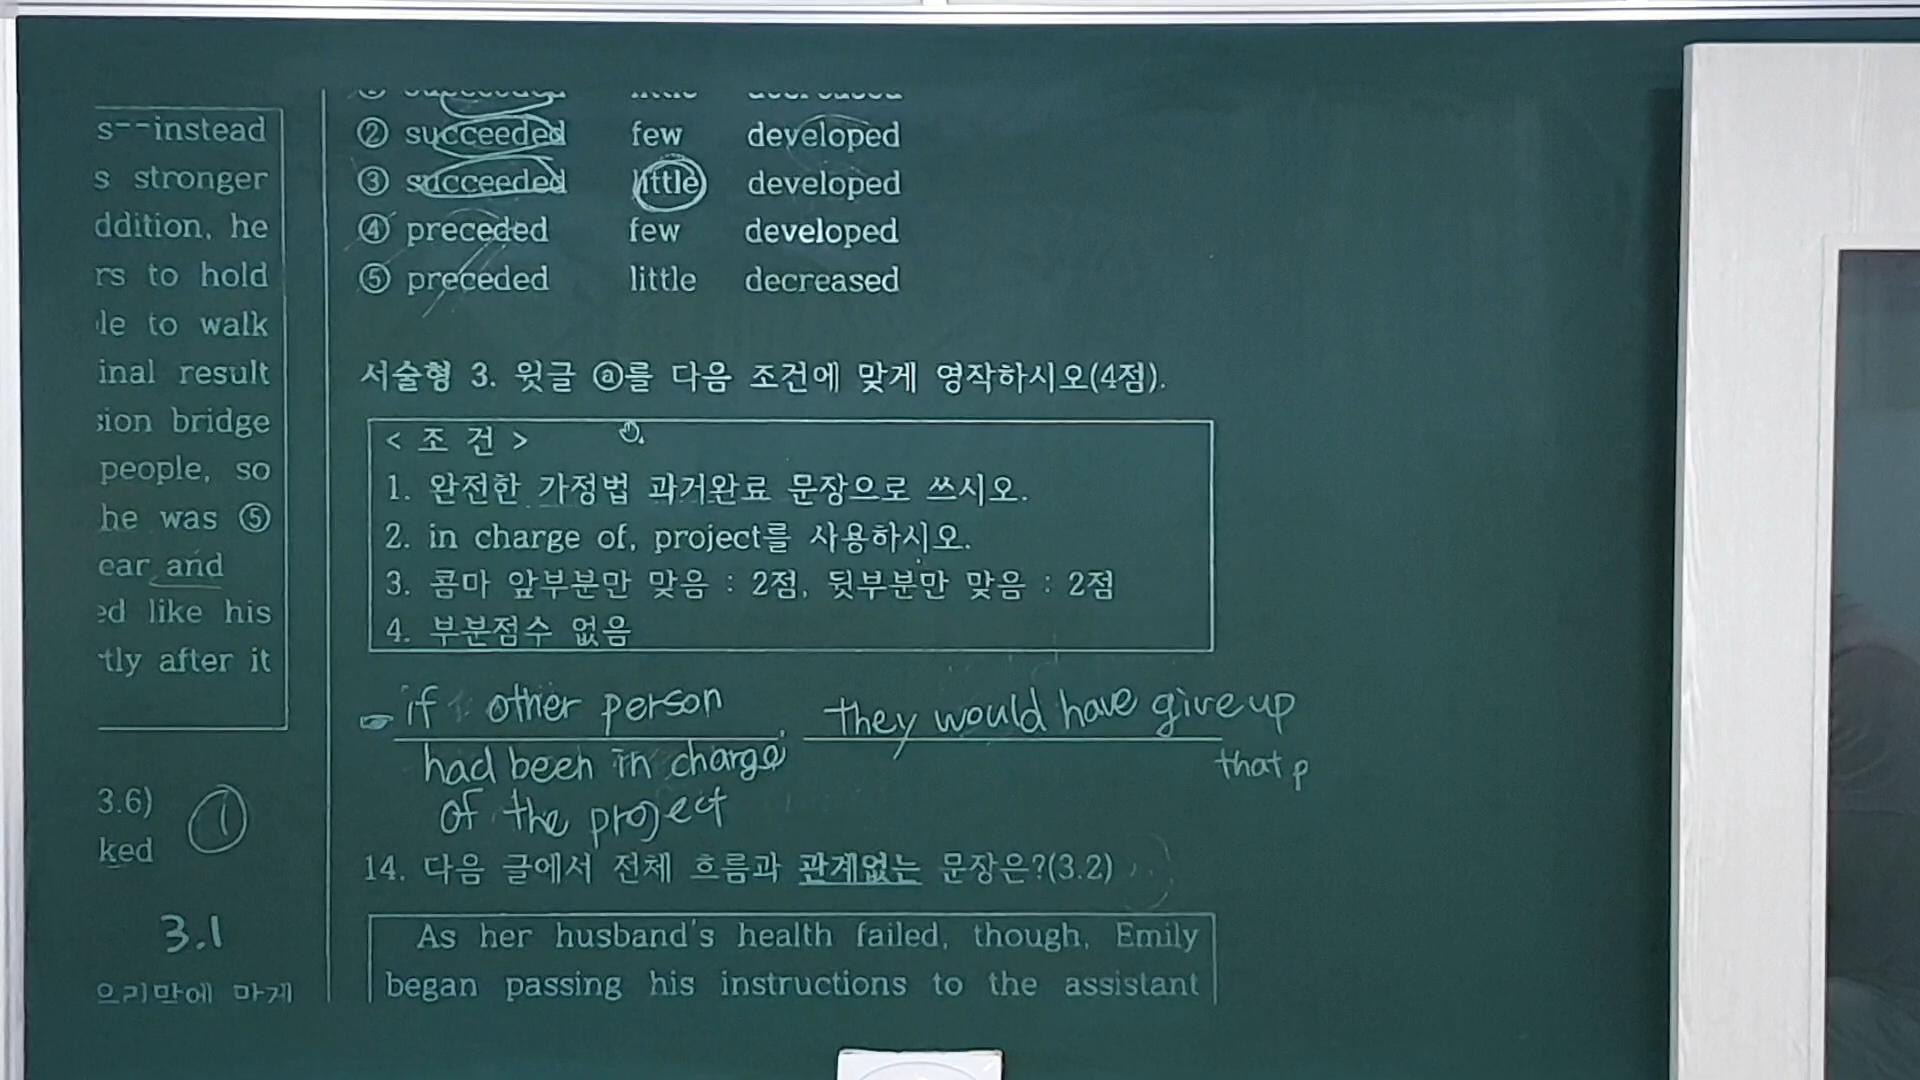 s--instead
s stronger
ddition, he
rs to hold
le to walk
inal result
sion bridge
people, so
he was ⑤
ear and
ed like his
tly after it
3.6)
ked
①
3.1
② succeeded few developed
③ succeeded little developed
④ preceded few developed
⑤ preceded little decreased
서술형 3. 윗글 ⓐ를 다음 조건에 맞게 영작하시오(4점).
< 조 건 >
1. 완전한 가정법 과거완료 문장으로 쓰시오.
2. in charge of, project를 사용하시오.
3. 콤마 앞부분만 맞음 : 2점, 뒷부분만 맞음 : 2점
4. 부분점수 없음
☞ if other person , they would have give up
had been in charge that p
of the project
14. 다음 글에서 전체 흐름과 관계없는 문장은?(3.2)
As her husband's health failed, though, Emily
began passing his instructions to the assistant